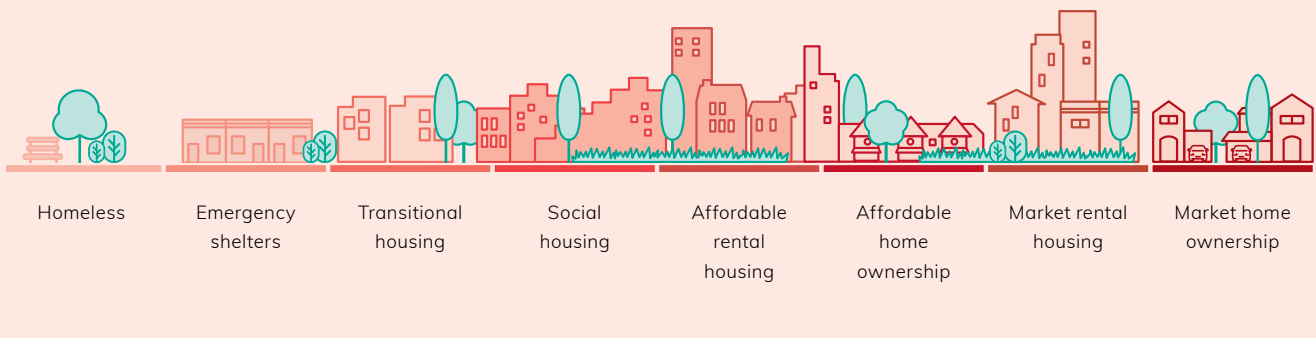 Homeless
Emergency
shelters
Transitional
housing
Social
housing
Affordable
rental
housing
Affordable
home
ownership
Market rental
housing
Market home
ownership